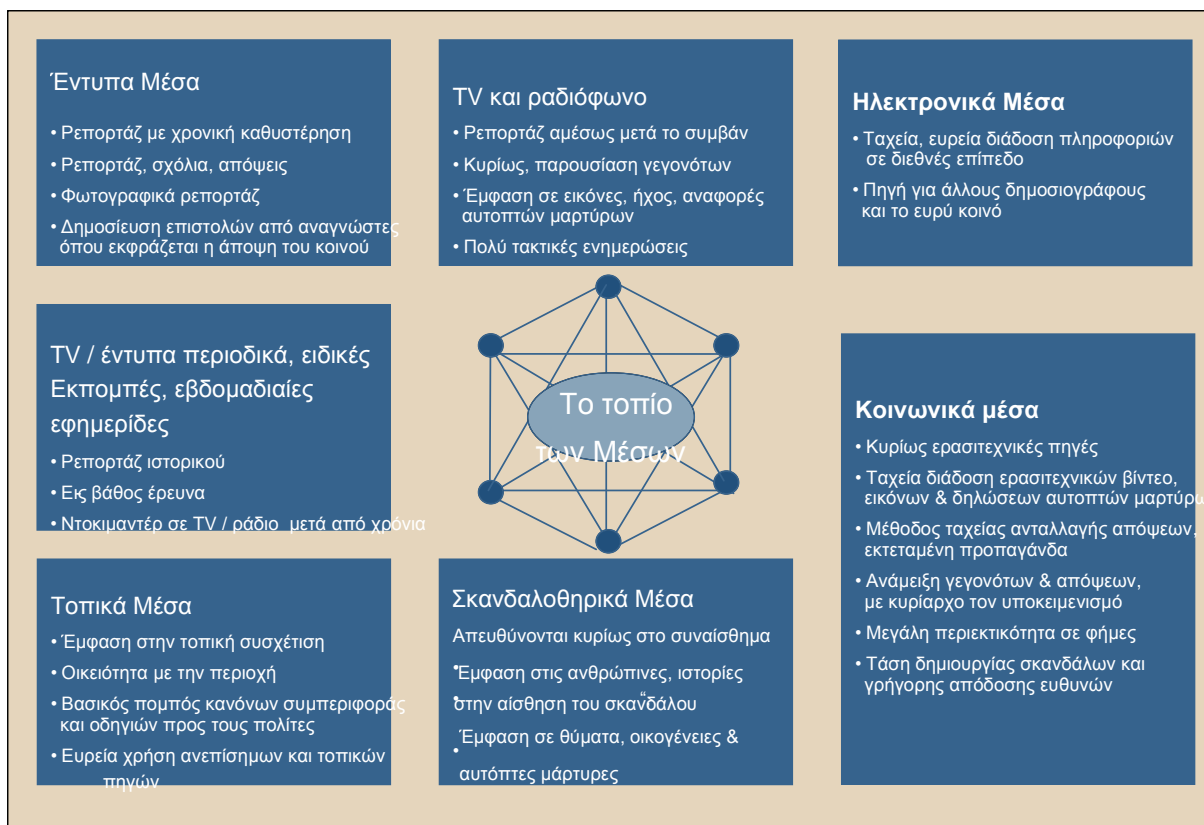 Έντυπα Μέσα
• Ρεπορτάζ με χρονική καθυστέρηση
• Ρεπορτάζ, σχόλια, απόψεις
• Φωτογραφικά ρεπορτάζ
• Δημοσίευση επιστολών από αναγνώστες
όπου εκφράζεται η άποψη του κοινού
TV και ραδιόφωνο
• Ρεπορτάζ αμέσως μετά το συμβάν
• Κυρίως, παρουσίαση γεγονότων
• Έμφαση σε εικόνες, ήχος, αναφορές
αυτοπτών μαρτύρων
• Πολύ τακτικές ενημερώσεις
Ηλεκτρονικά Μέσα
• Ταχεία, ευρεία διάδοση πληροφοριών
σε διεθνές επίπεδο
• Πηγή για άλλους δημοσιογράφους
και το ευρύ κοινό
TV / έντυπα περιοδικά, ειδικές
Εκπομπές, εβδομαδιαίες
εφημερίδες
• Ρεπορτάζ ιστορικού
• Εις βάθος έρευνα
• Ντοκιμαντέρ σε TV / ράδιο μετά από χρόνια
Το τοπίο
των Μέσων
Κοινωνικά μέσα
• Κυρίως ερασιτεχνικές πηγές
• Ταχεία διάδοση ερασιτεχνικών βίντεο,
εικόνων & δηλώσεων αυτοπτών μαρτύρω
• Μέθοδος ταχείας ανταλλαγής απόψεων,
εκτεταμένη προπαγάνδα
• Ανάμειξη γεγονότων & απόψεων,
με κυρίαρχο τον υποκειμενισμό
• Μεγάλη περιεκτικότητα σε φήμες
• Τάση δημιουργίας σκανδάλων και
γρήγορης απόδοσης ευθυνών
Τοπικά Μέσα
• Έμφαση στην τοπική συσχέτιση
• Οικειότητα με την περιοχή
• Βασικός πομπός κανόνων συμπεριφοράς
και οδηγιών προς τους πολίτες
• Ευρεία χρήση ανεπίσημων και τοπικών
πηγών
Σκανδαλοθηρικά Μέσα
Απευθύνονται κυρίως στο συναίσθημα
• Έμφαση στις ανθρώπινες, ιστορίες
• στην αίσθηση του σκανδάλου
• Έμφαση σε θύματα, οικογένειες &
αυτόπτες μάρτυρες